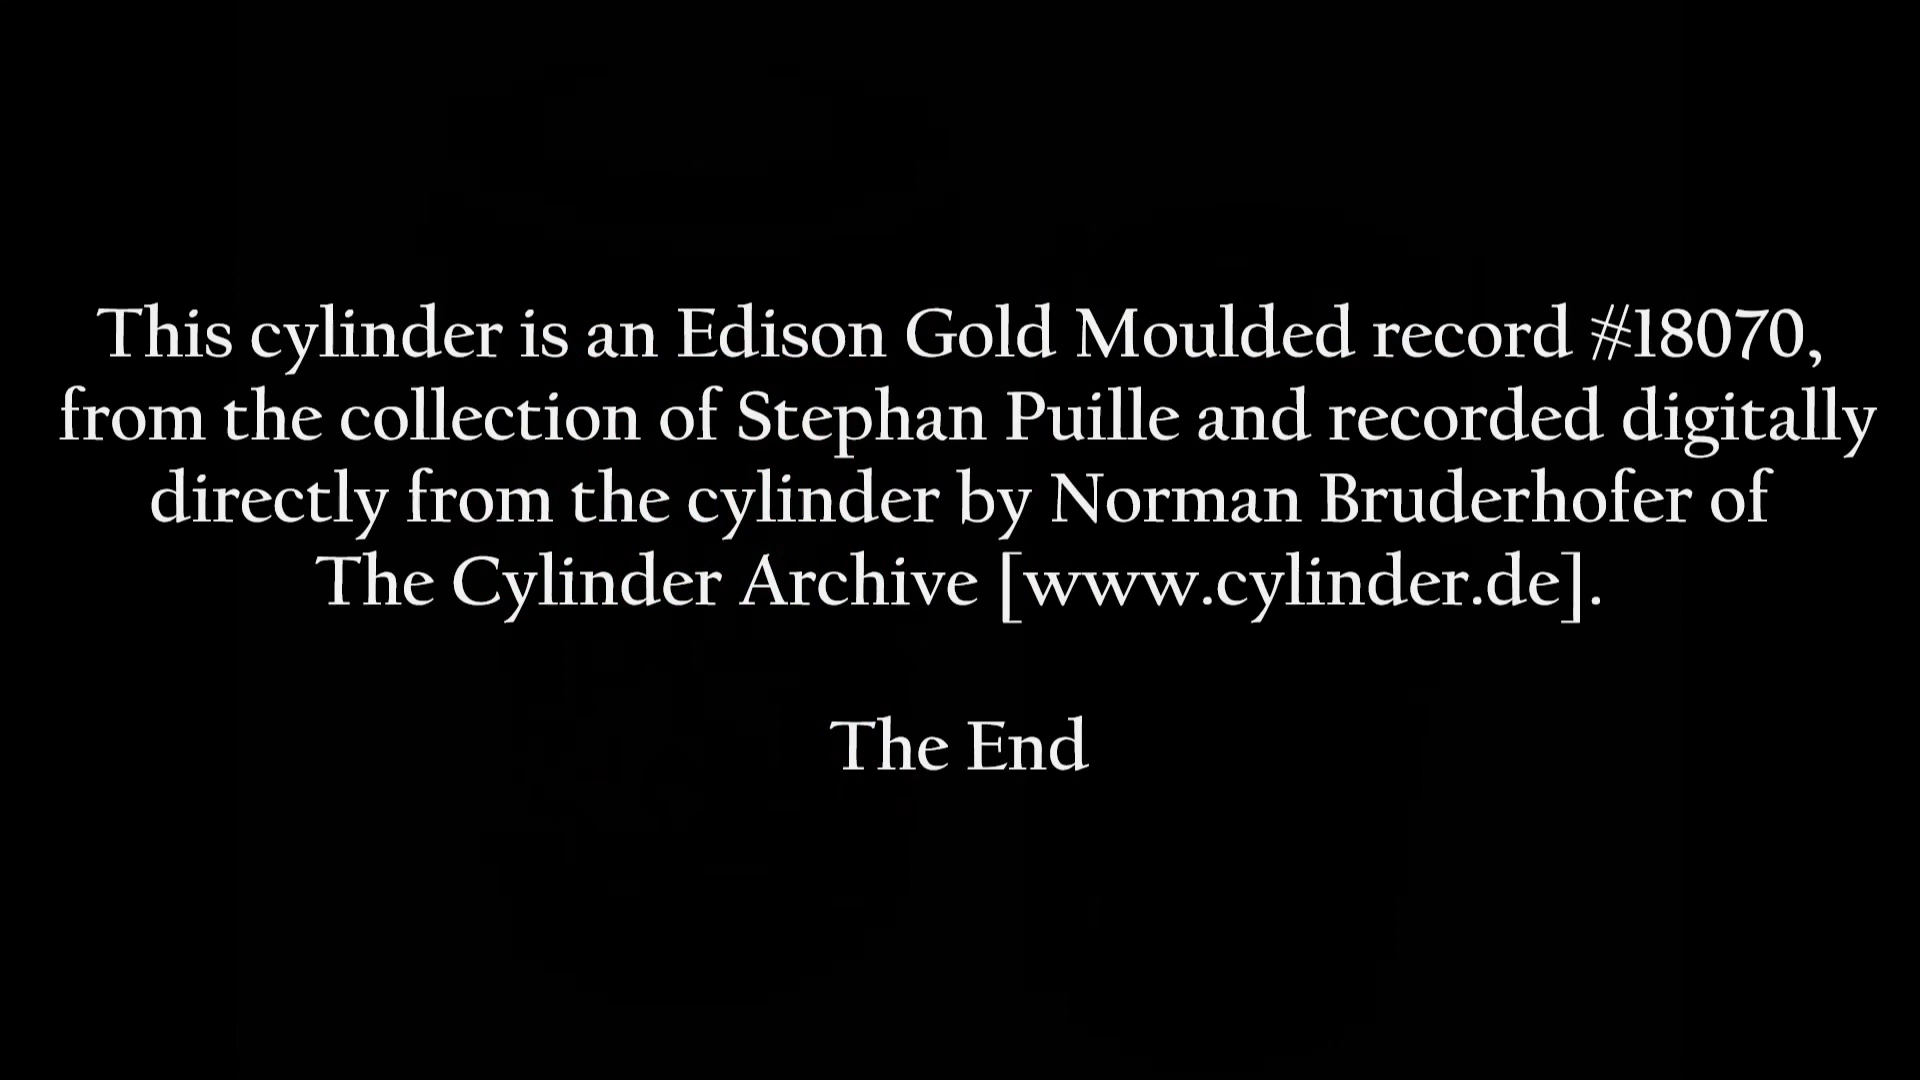 This cylinder is an Edison Gold Moulded record #18070,
from the collection of Stephan Puille and recorded digitally
directly from the cylinder by Norman Bruderhofer of
The Cylinder Archive [www.cylinder.de].
The End